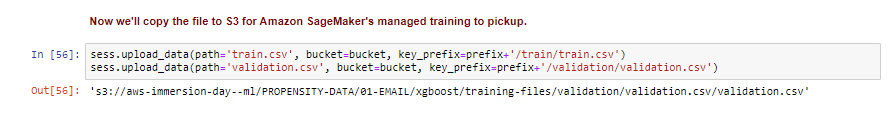 Now we'll copy the file to S3 for Amazon SageMaker's managed training to pickup.
In [56]: sess.upload_data(path='train.csv', bucket=bucket, key_prefix=prefix+'/train/train.csv')
sess.upload_data(path='validation.csv', bucket=bucket, key_prefix=prefix+'/validation/validation.csv')
Out[56]: 's3://aws-immersion-day--ml/PROPENSITY-DATA/01-EMAIL/xgboost/training-files/validation/validation.csv/validation.csv'